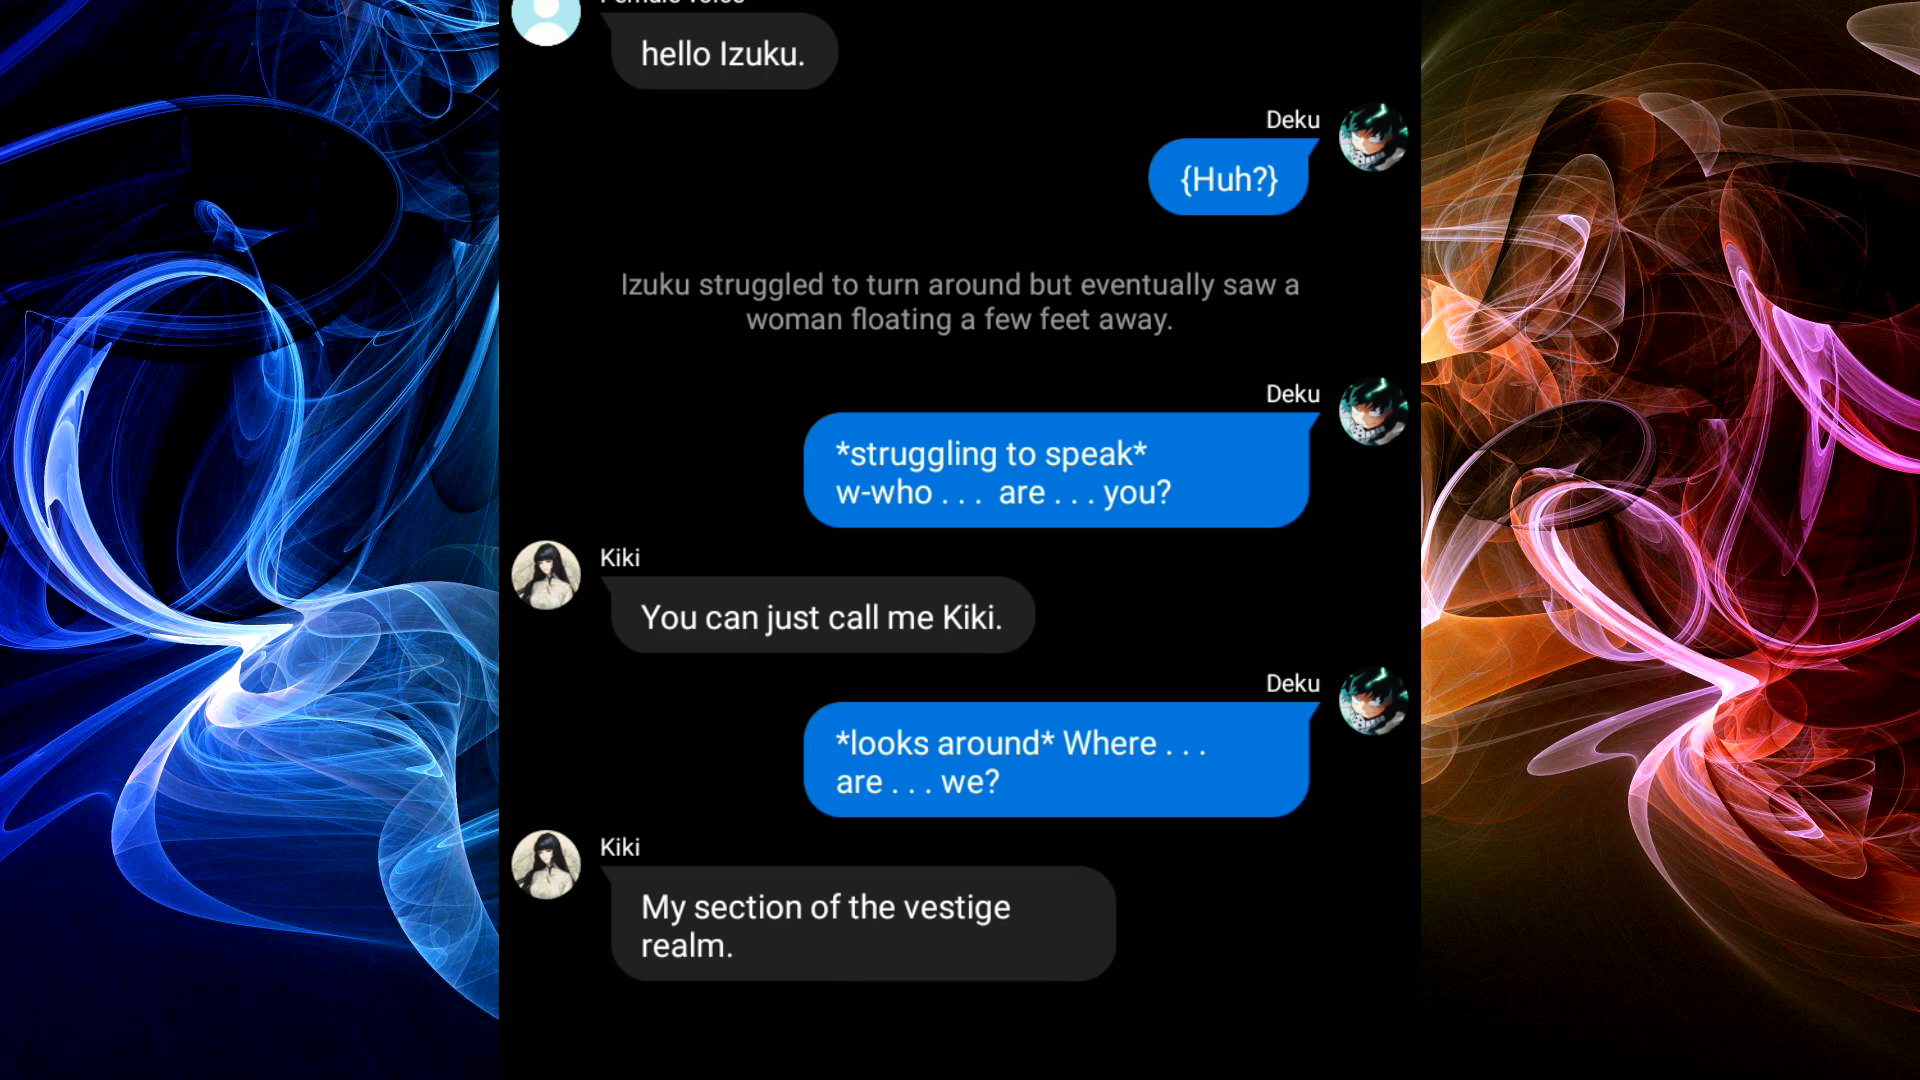 Female voice
hello Izuku.
Deku
{Huh?}
Izuku struggled to turn around but eventually saw a
woman floating a few feet away.
Deku
*struggling to speak*
w-who . . .  are . . . you?
Kiki
You can just call me Kiki.
Deku
*looks around* Where . . .
are . . . we?
Kiki
My section of the vestige
realm.